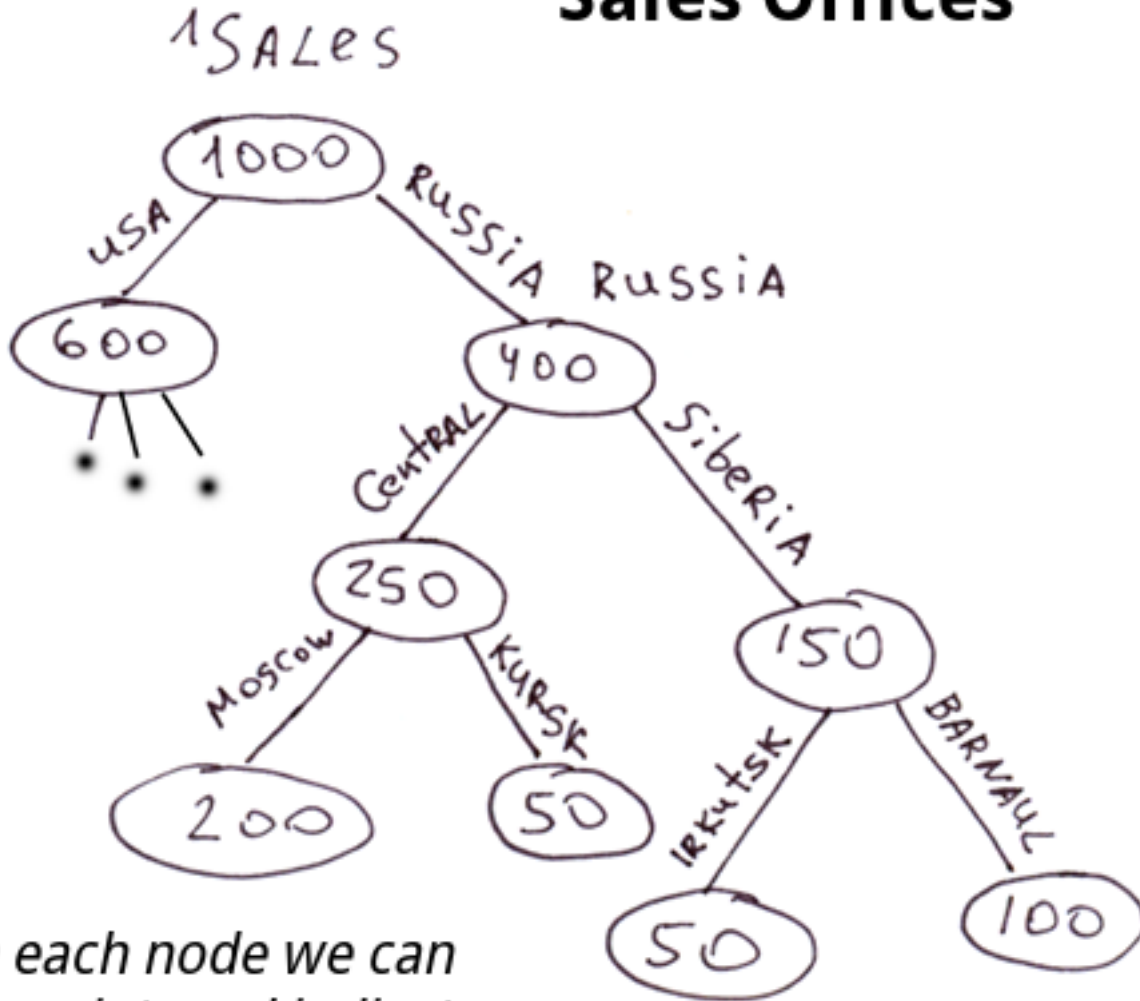 Sales Offices
1SALes
1000
USA
RUSSiA
RUSSiA
600
400
CentRAL
SibeRiA
250
150
Moscow
KURSK
IRKutsK
BARNAUL
200
50
50
100
each node we can